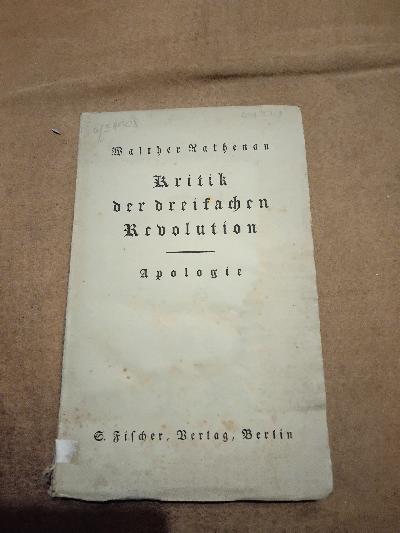 Walther Rathenau
Kritik
der dreifachen
Revolution
Apologie
S. Fischer, Verlag, Berlin